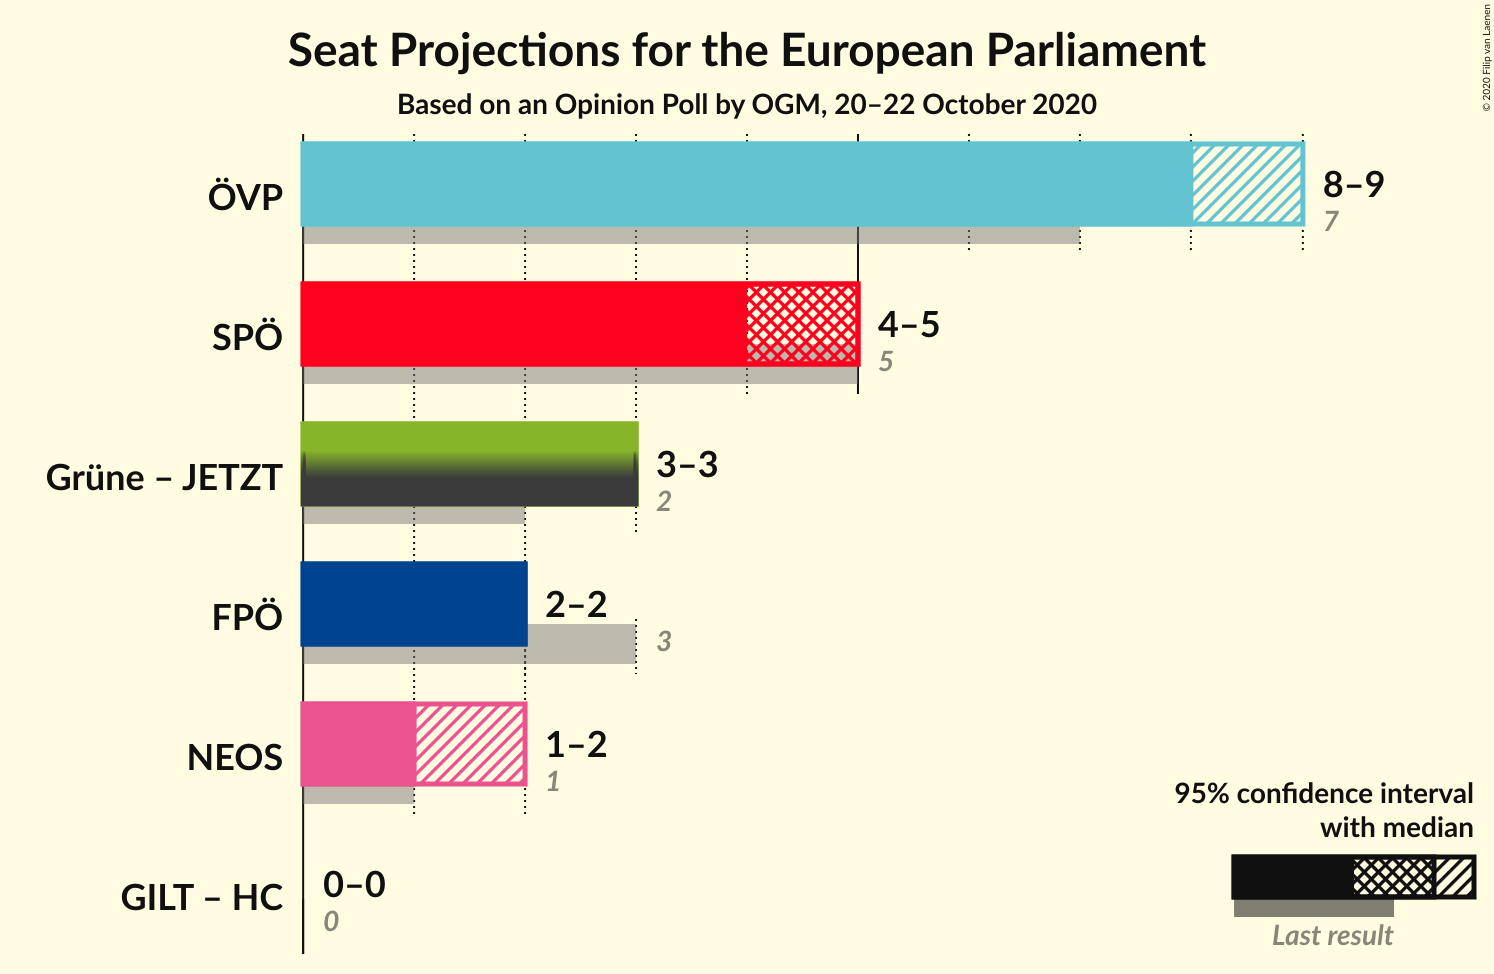 Seat Projections for the European Parliament
Based on an Opinion Poll by OGM, 20–22 October 2020
© 2020 Filip van Laenen
ÖVP
8–9
7
SPÖ
4–5
5
Grüne – JETZT
3–3
2
FPÖ
2–2
3
NEOS
1–2
1
GILT – HC
0–0
0
95% confidence interval
with median
Last result